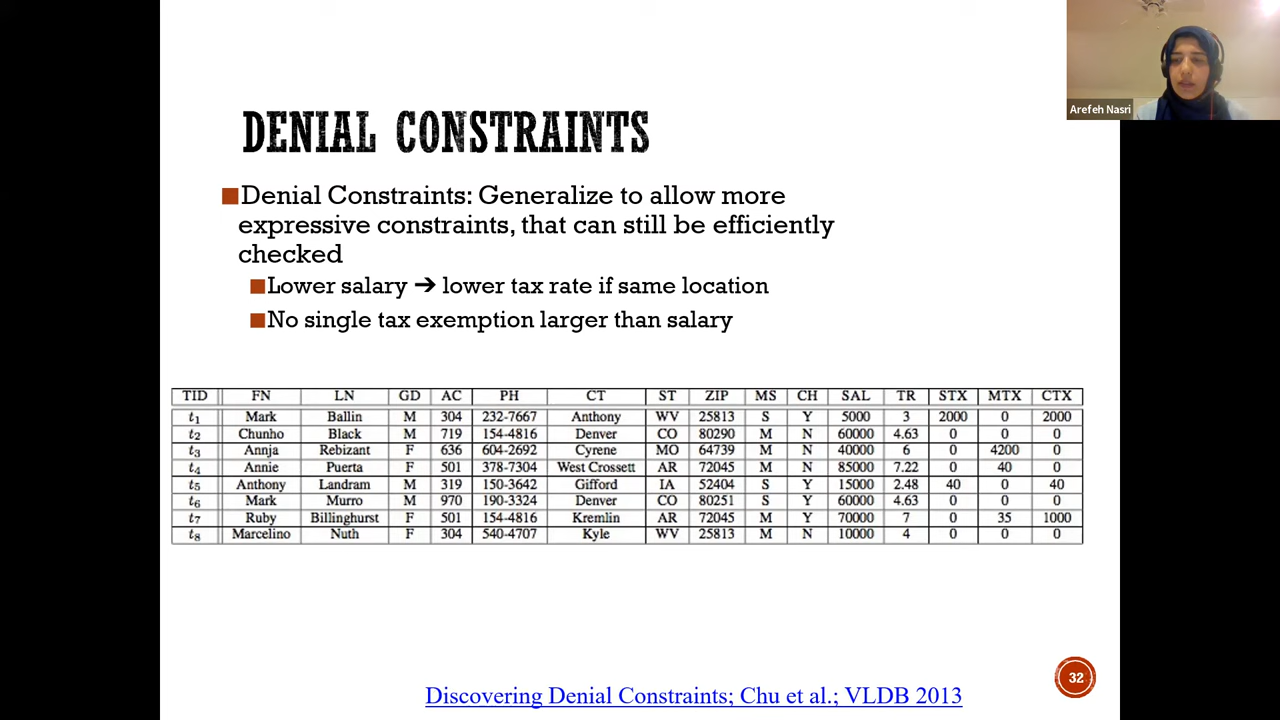 Arefeh Nasri
DENIAL CONSTRAINTS
Denial Constraints: Generalize to allow more
expressive constraints, that can still be efficiently
checked
Lower salary ➔ lower tax rate if same location
No single tax exemption larger than salary
TID FN LN GD AC PH CT ST ZIP MS CH SAL TR STX MTX CTX
t1 Mark Ballin M 304 232-7667 Anthony WV 25813 S Y 5000 3 2000 0 2000
t2 Chunho Black M 719 154-4816 Denver CO 80290 M N 60000 4.63 0 0 0
t3 Annja Rebizant F 636 604-2692 Cyrene MO 64739 M N 40000 6 0 4200 0
t4 Annie Puerta F 501 378-7304 West Crossett AR 72045 M N 85000 7.22 0 40 0
t5 Anthony Landram M 319 150-3642 Gifford IA 52404 S Y 15000 2.48 40 0 40
t6 Mark Murro M 970 190-3324 Denver CO 80251 S Y 60000 4.63 0 0 0
t7 Ruby Billinghurst F 501 154-4816 Kremlin AR 72045 M Y 70000 7 0 35 1000
t8 Marcelino Nuth F 304 540-4707 Kyle WV 25813 M N 10000 4 0 0 0
32
Discovering Denial Constraints; Chu et al.; VLDB 2013